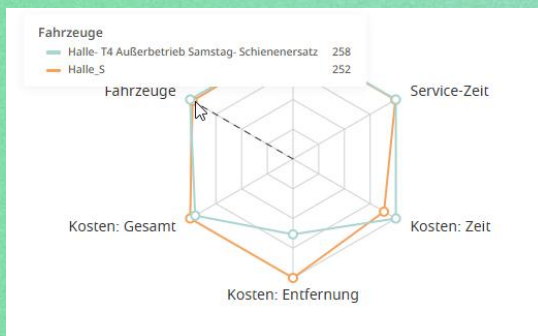 Fahrzeuge
Halle- T4 Außerbetrieb Samstag- Schienenersatz 258
Halle_S 252
Fahrzeuge
Service-Zeit
Kosten: Gesamt
Kosten: Zeit
Kosten: Entfernung